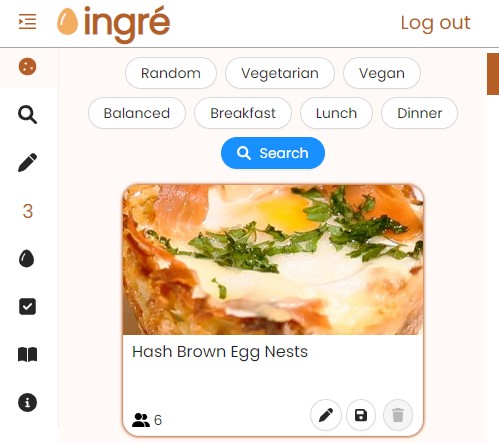 ingré
Log out
Random
Vegetarian
Vegan
Balanced
Breakfast
Lunch
Dinner
Search
3
Hash Brown Egg Nests
6